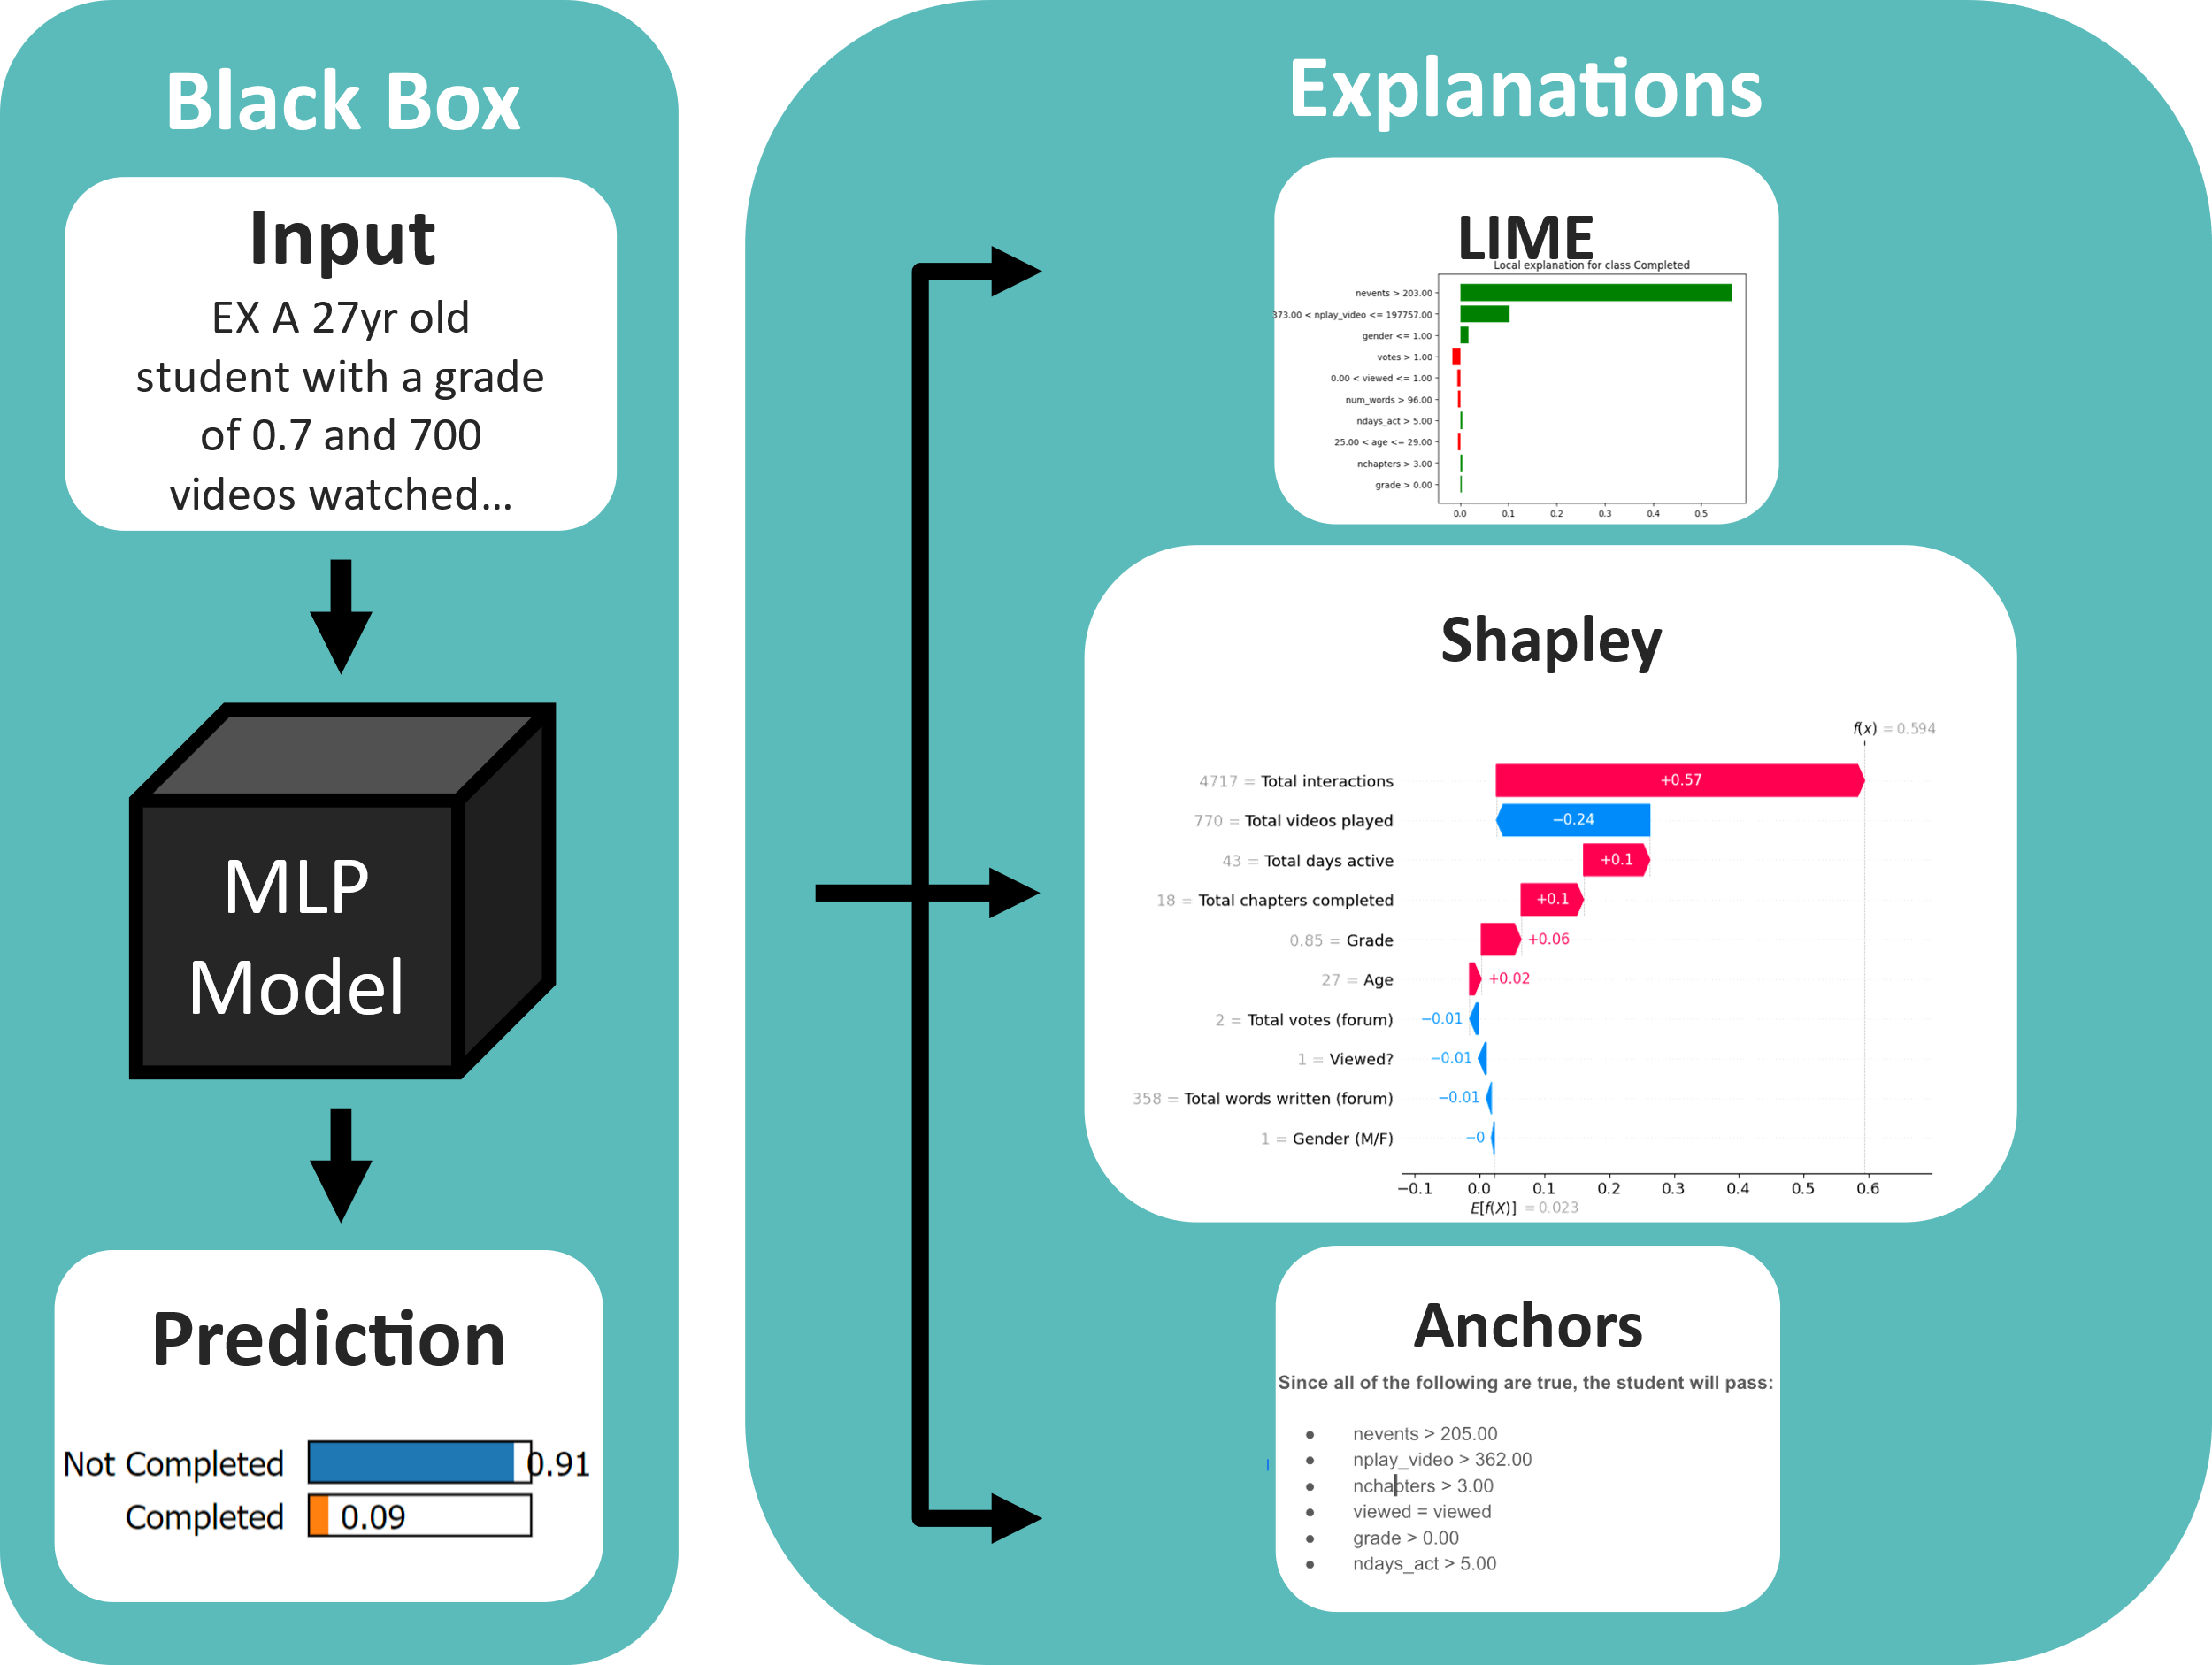 Black Box
Input
EX A 27yr old
student with a grade
of 0.7 and 700
videos watched...
MLP
Model
Prediction
Not Completed 0.91
Completed 0.09
Explanations
LIME
Local explanation for class Completed
nevents > 203.00
373.00 < nplay_video <= 197757.00
gender <= 1.00
votes > 1.00
0.00 < viewed <= 1.00
num_words > 96.00
ndays_act > 5.00
25.00 < age <= 29.00
nchapters > 3.00
grade > 0.00
0.0 0.1 0.2 0.3 0.4 0.5
Shapley
f(x) = 0.594
4717 = Total interactions +0.57
770 = Total videos played −0.24
43 = Total days active +0.1
18 = Total chapters completed +0.1
0.85 = Grade +0.06
27 = Age +0.02
2 = Total votes (forum) −0.01
1 = Viewed? −0.01
358 = Total words written (forum) −0.01
1 = Gender (M/F) −0
−0.1 0.0 0.1 0.2 0.3 0.4 0.5 0.6
E[f(X)] = 0.023
Anchors
Since all of the following are true, the student will pass:
● nevents > 205.00
● nplay_video > 362.00
● nchapters > 3.00
● viewed = viewed
● grade > 0.00
● ndays_act > 5.00